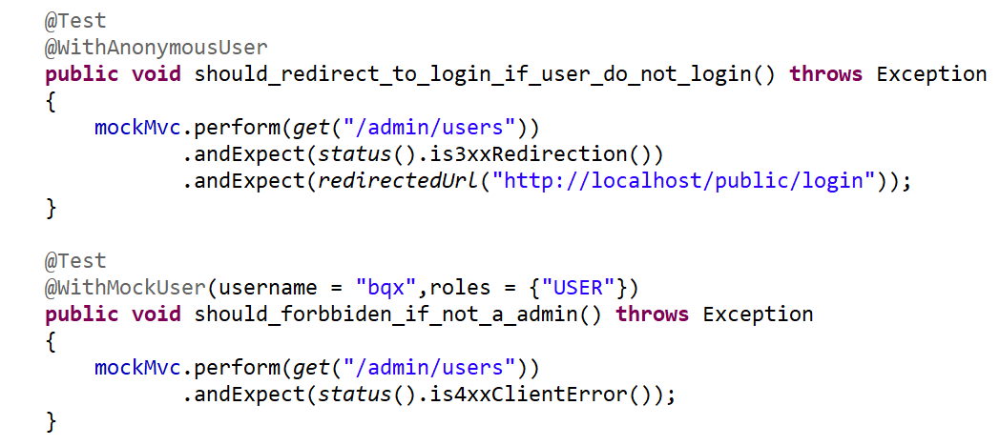 @Test
@WithAnonymousUser
public void should_redirect_to_login_if_user_do_not_login() throws Exception
{
    mockMvc.perform(get("/admin/users"))
            .andExpect(status().is3xxRedirection())
            .andExpect(redirectedUrl("http://localhost/public/login"));
}

@Test
@WithMockUser(username = "bqx",roles = {"USER"})
public void should_forbbiden_if_not_a_admin() throws Exception
{
    mockMvc.perform(get("/admin/users"))
            .andExpect(status().is4xxClientError());
}